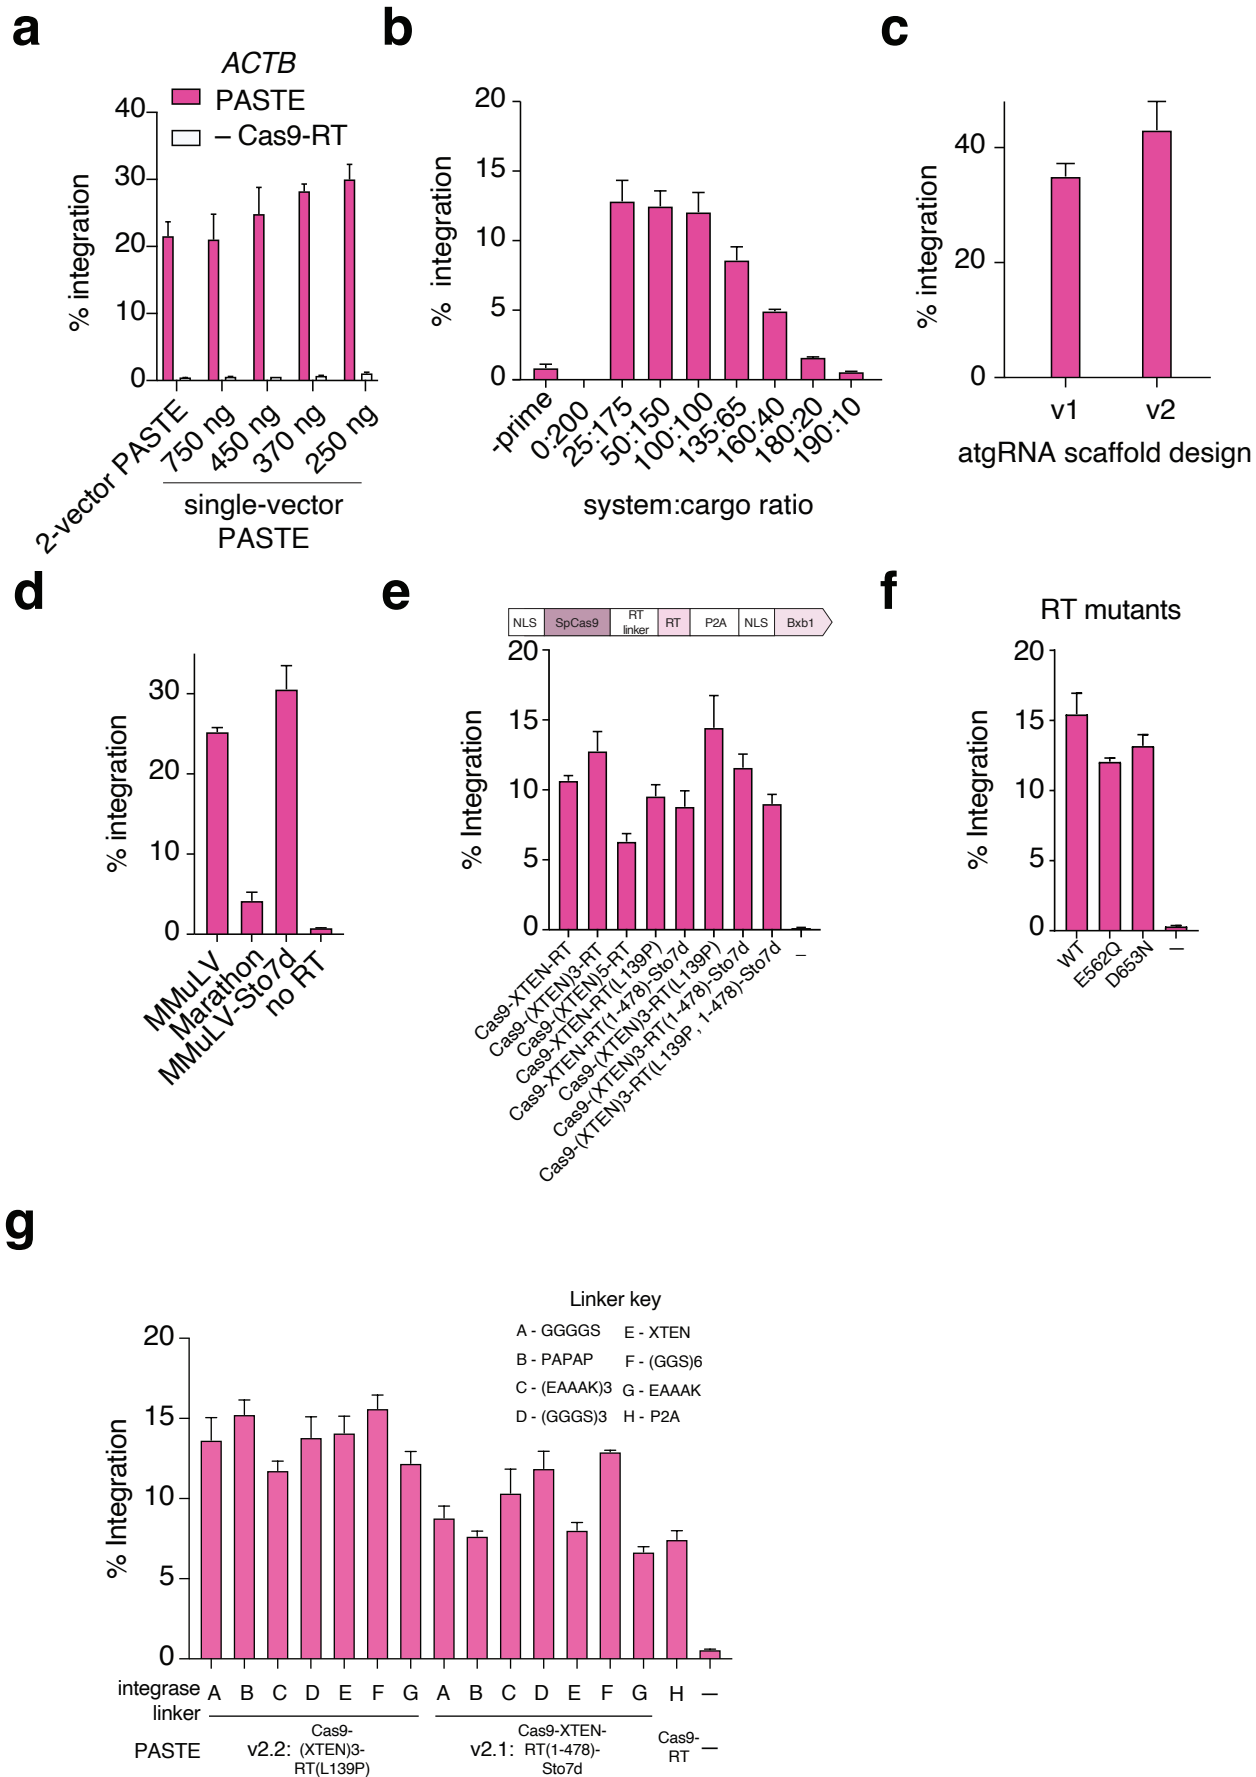 a
ACTB
PASTE
– Cas9-RT
% integration
40
30
20
10
0
2-vector PASTE
750 ng
450 ng
370 ng
250 ng
single-vector
PASTE
b
% integration
20
15
10
5
0
-prime
0:200
25:175
50:150
100:100
135:65
160:40
180:20
190:10
system:cargo ratio
c
% integration
40
20
0
v1
v2
atgRNA scaffold design
d
% integration
30
20
10
0
MMuLV
Marathon
MMuLV-Sto7d
no RT
e
NLS
SpCas9
RT
linker
RT
P2A
NLS
Bxb1
% Integration
20
15
10
5
0
Cas9-XTEN-RT
Cas9-(XTEN)3-RT
Cas9-(XTEN)5-RT
Cas9-XTEN-RT(L139P)
Cas9-XTEN-RT(1-478)-Sto7d
Cas9-(XTEN)3-RT(L139P)
Cas9-(XTEN)3-RT(1-478)-Sto7d
Cas9-(XTEN)3-RT(L139P, 1-478)-Sto7d
–
f
RT mutants
% Integration
20
15
10
5
0
WT
E562Q
D653N
–
g
Linker key
A - GGGGS E - XTEN
B - PAPAP F - (GGS)6
C - (EAAAK)3 G - EAAAK
D - (GGGS)3 H - P2A
% Integration
20
15
10
5
0
integrase
linker
A B C D E F G A B C D E F G H –
PASTE
v2.2:
Cas9-
(XTEN)3-
RT(L139P)
v2.1:
Cas9-XTEN-
RT(1-478)-
Sto7d
Cas9-
RT
–